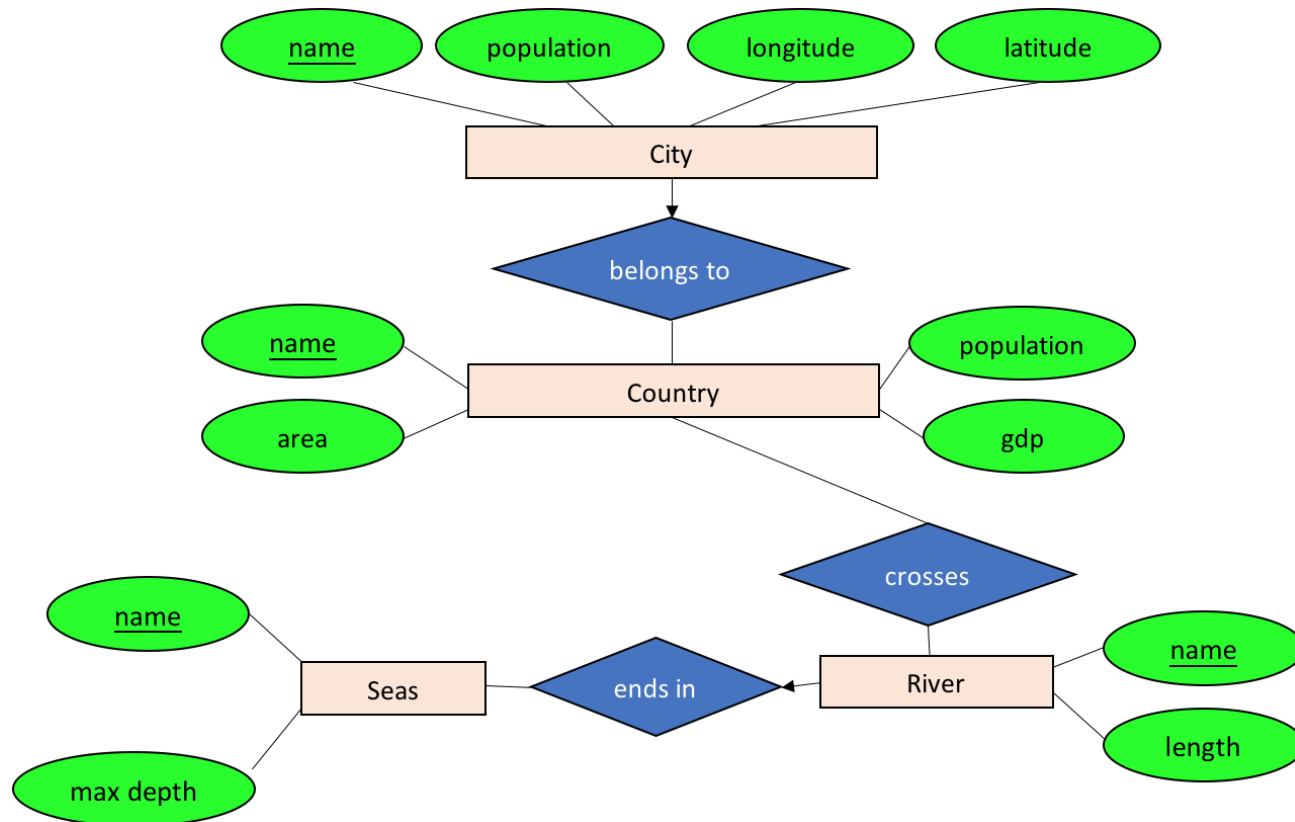 name
population
longitude
latitude
City
belongs to
name
population
Country
area
gdp
crosses
name
name
Seas
ends in
River
length
max depth